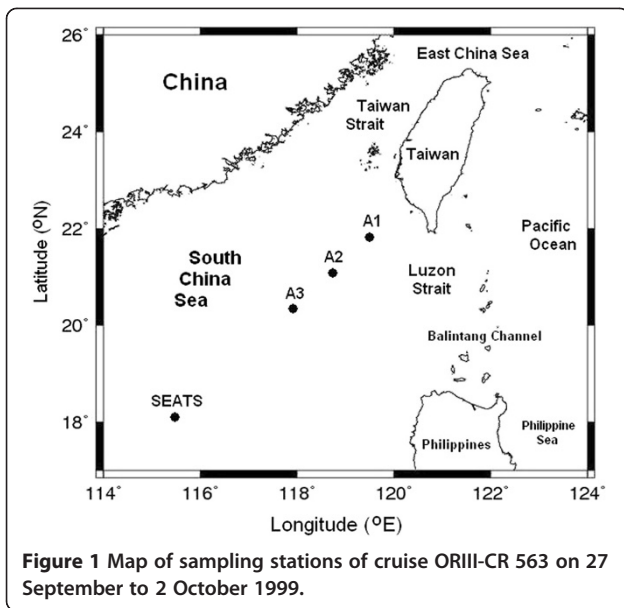 26°
24°
22°
20°
18°
Latitude (°N)
China
East China Sea
Taiwan
Strait
Taiwan
A1
Pacific
Ocean
A2
South
China
Sea
Luzon
Strait
A3
Balintang Channel
SEATS
Philippines
Philippine
Sea
114° 116° 118° 120° 122° 124°
Longitude (°E)
Figure 1 Map of sampling stations of cruise ORIII-CR 563 on 27
September to 2 October 1999.